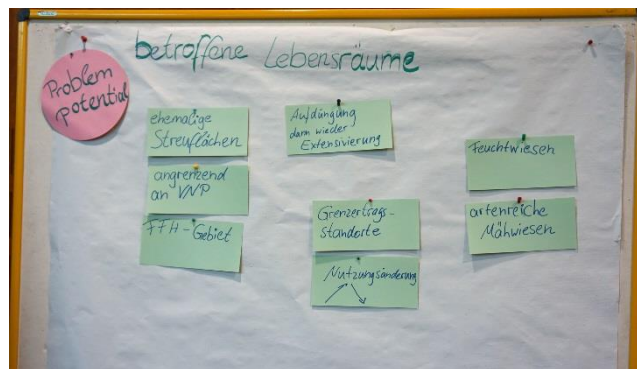 betroffene Lebensräume
Problem
potential
ehemalige
Streuflächen
angrenzend
an VNP
FFH-Gebiet
Aufdüngung
dann wieder
Extensivierung
Grenzertrags-
standorte
Nutzungsänderung
Feuchtwiesen
artenreiche
Mähwiesen